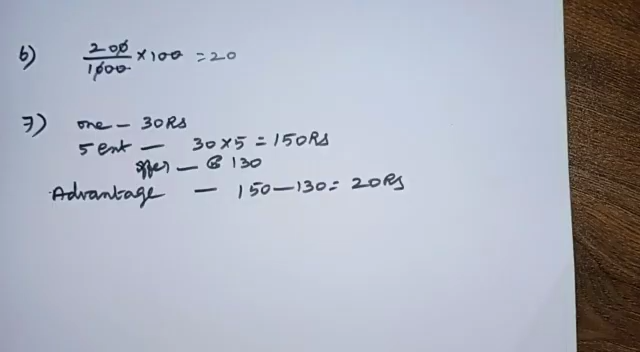 6) 200/1000 × 100 = 20
7) one — 30Rs
5 ent — 30 × 5 = 150Rs
offer — 130
Advantage — 150 — 130 = 20Rs